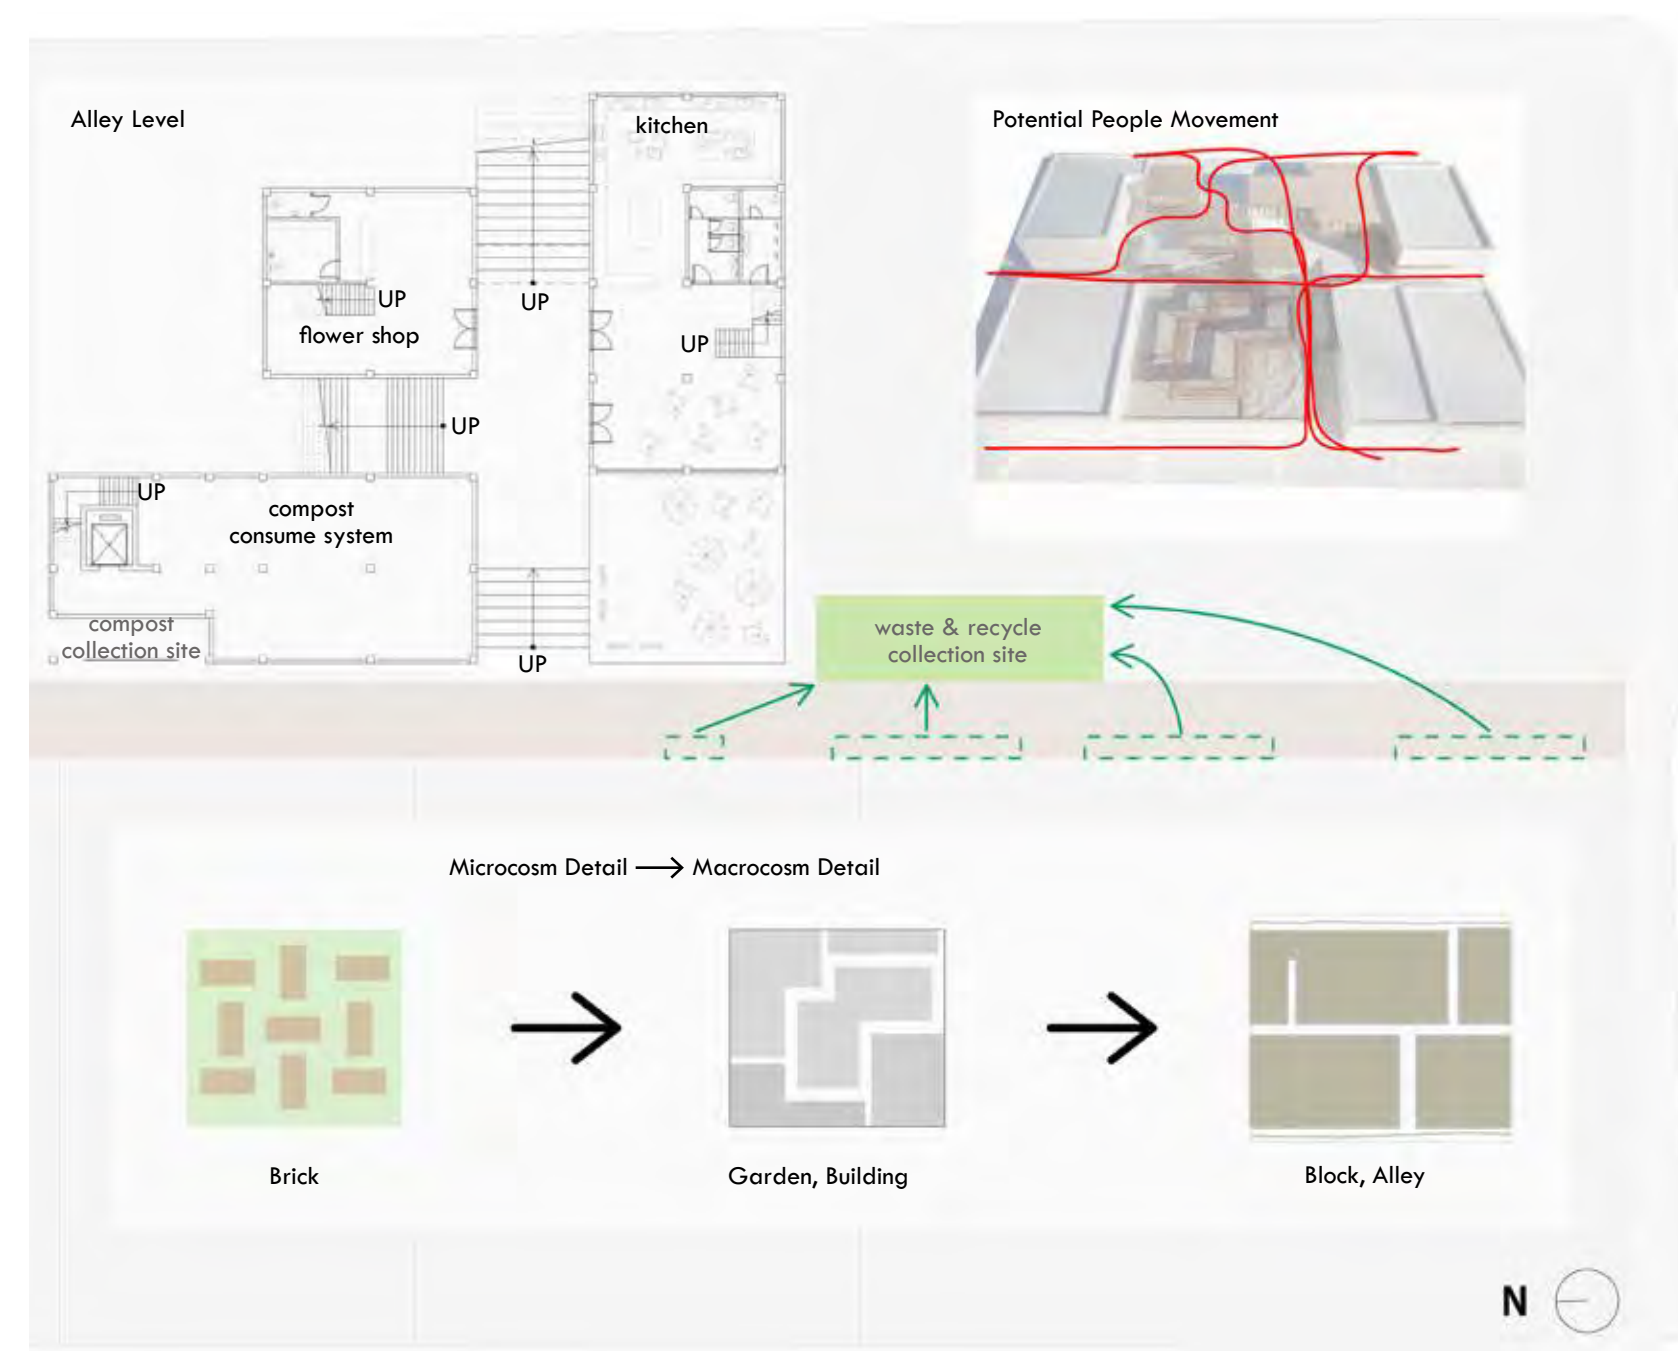 Alley Level
kitchen
Potential People Movement
UP
UP
flower shop
UP
UP
UP
compost
consume system
compost
collection site
UP
waste & recycle
collection site
Microcosm Detail → Macrocosm Detail
Brick
Garden, Building
Block, Alley
N